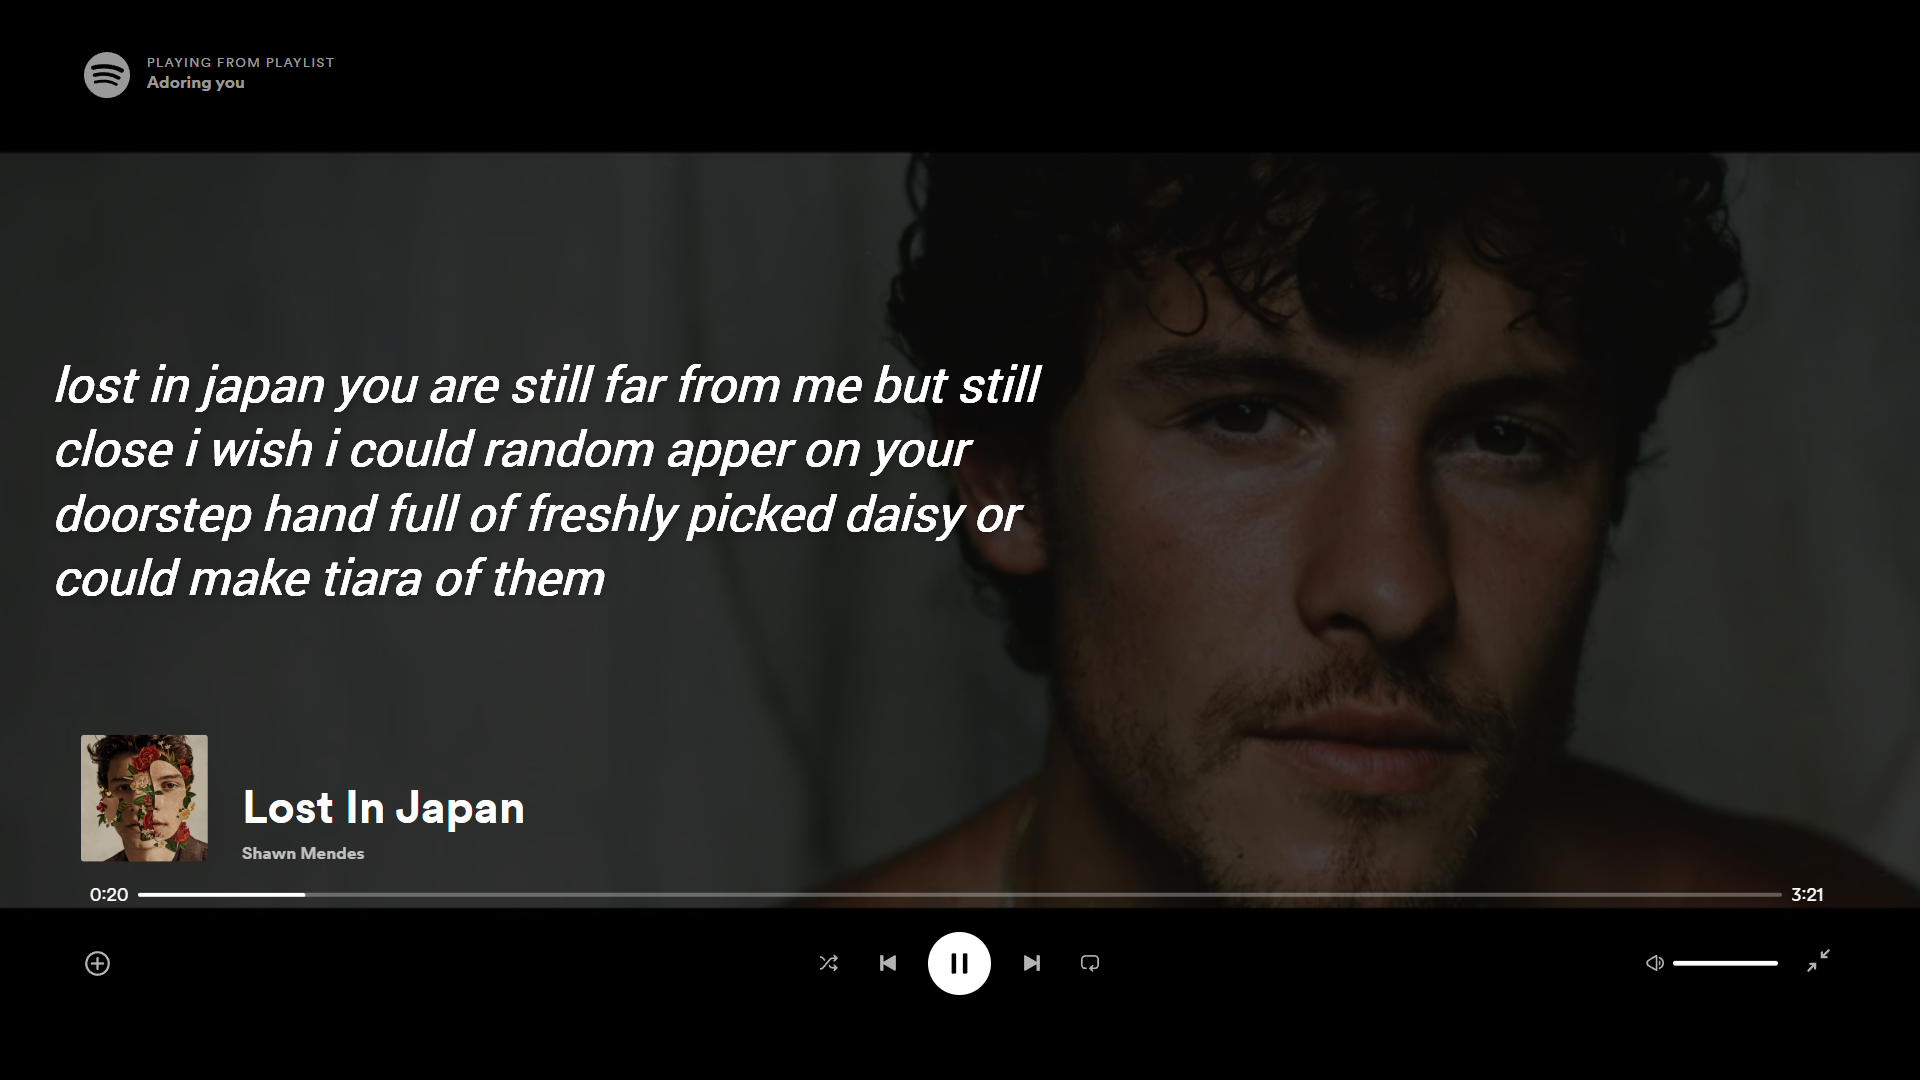 PLAYING FROM PLAYLIST
Adoring you
lost in japan you are still far from me but still
close i wish i could random apper on your
doorstep hand full of freshly picked daisy or
could make tiara of them
Lost In Japan
Shawn Mendes
0:20
3:21